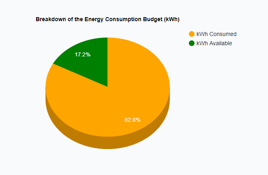 Breakdown of the Energy Consumption Budget (kWh)
kWh Consumed
kWh Available
17.2%
82.8%